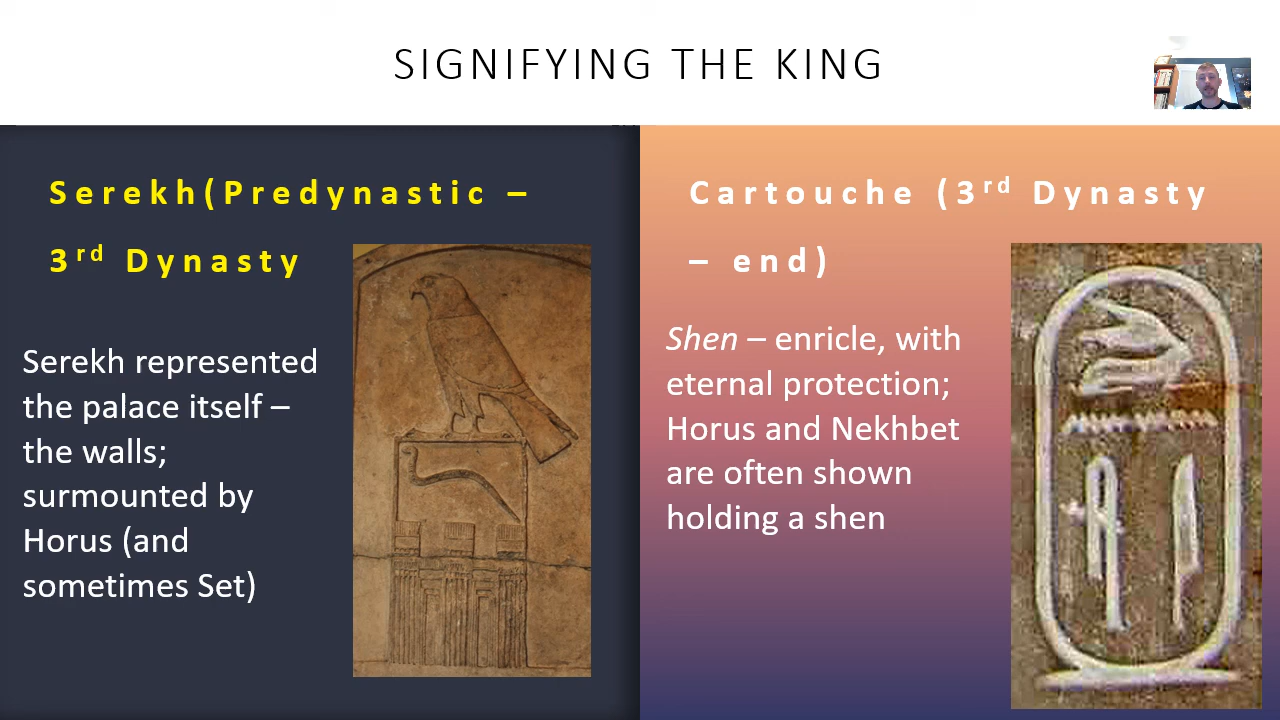 SIGNIFYING THE KING
Serekh(Predynastic –
3rd Dynasty
Serekh represented
the palace itself –
the walls;
surmounted by
Horus (and
sometimes Set)
Cartouche (3rd Dynasty
– end)
Shen – enricle, with
eternal protection;
Horus and Nekhbet
are often shown
holding a shen